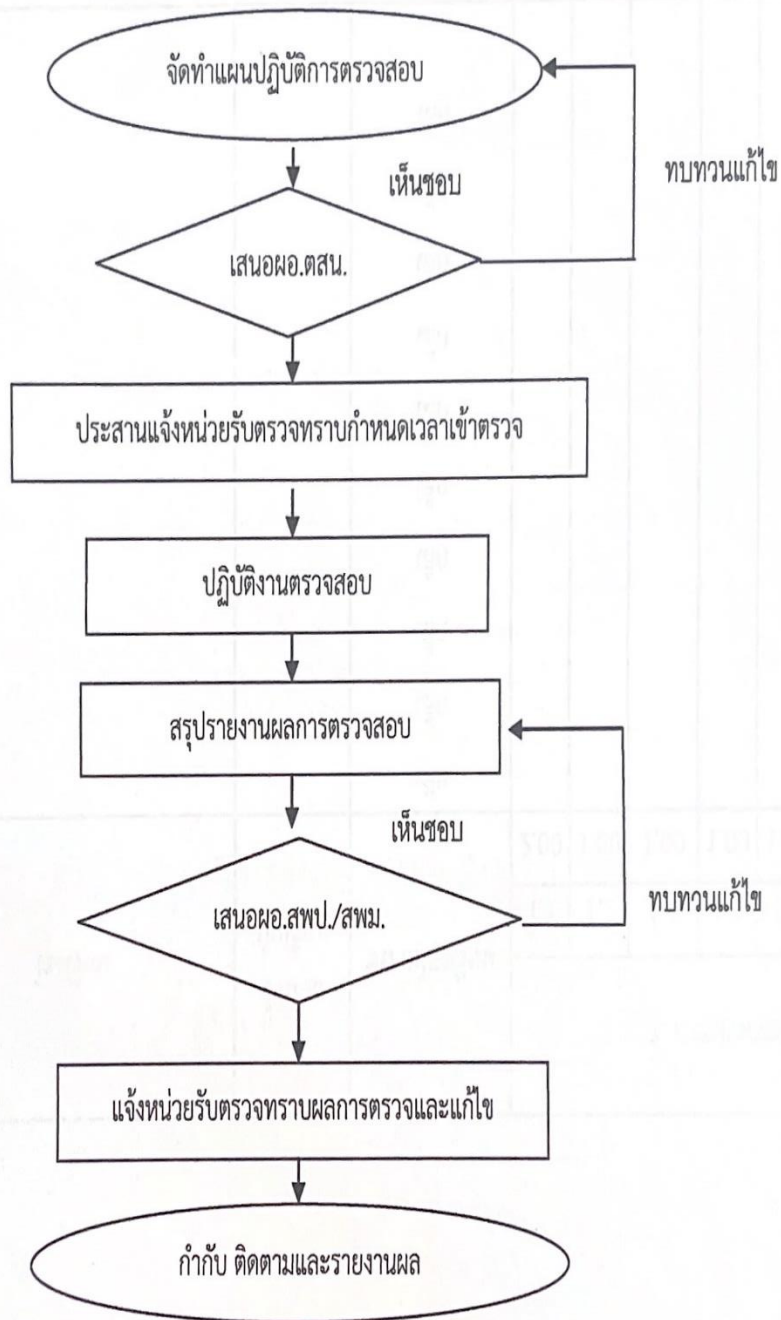 จัดทำแผนปฏิบัติการตรวจสอบ
เห็นชอบ
ทบทวนแก้ไข
เสนอผอ.ตสน.
ประสานแจ้งหน่วยรับตรวจทราบกำหนดเวลาเข้าตรวจ
ปฏิบัติงานตรวจสอบ
สรุปรายงานผลการตรวจสอบ
เห็นชอบ
ทบทวนแก้ไข
เสนอผอ.สพป./สพม.
แจ้งหน่วยรับตรวจทราบผลการตรวจและแก้ไข
กำกับ ติดตามและรายงานผล